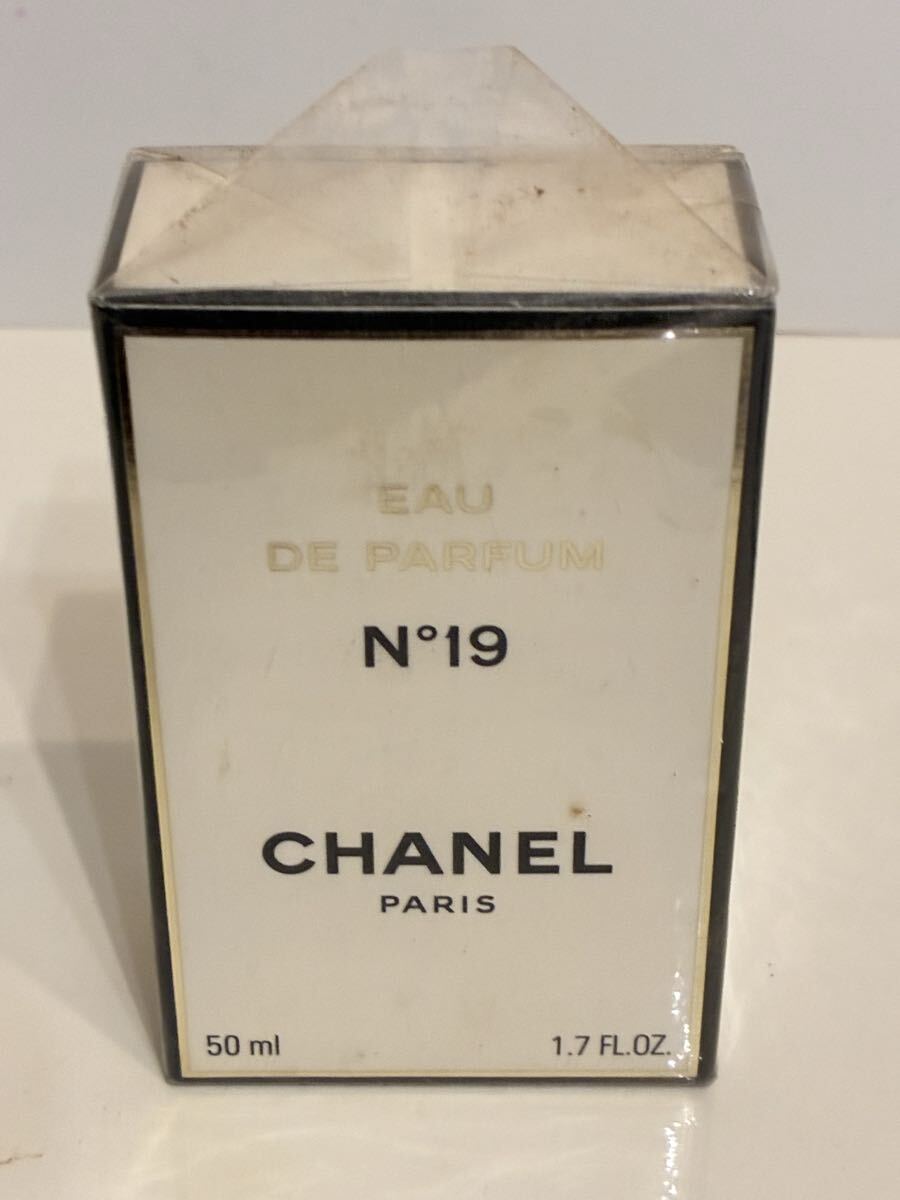 EAU
DE PARFUM
N°19
CHANEL
PARIS
50 ml
1.7 FL.OZ.